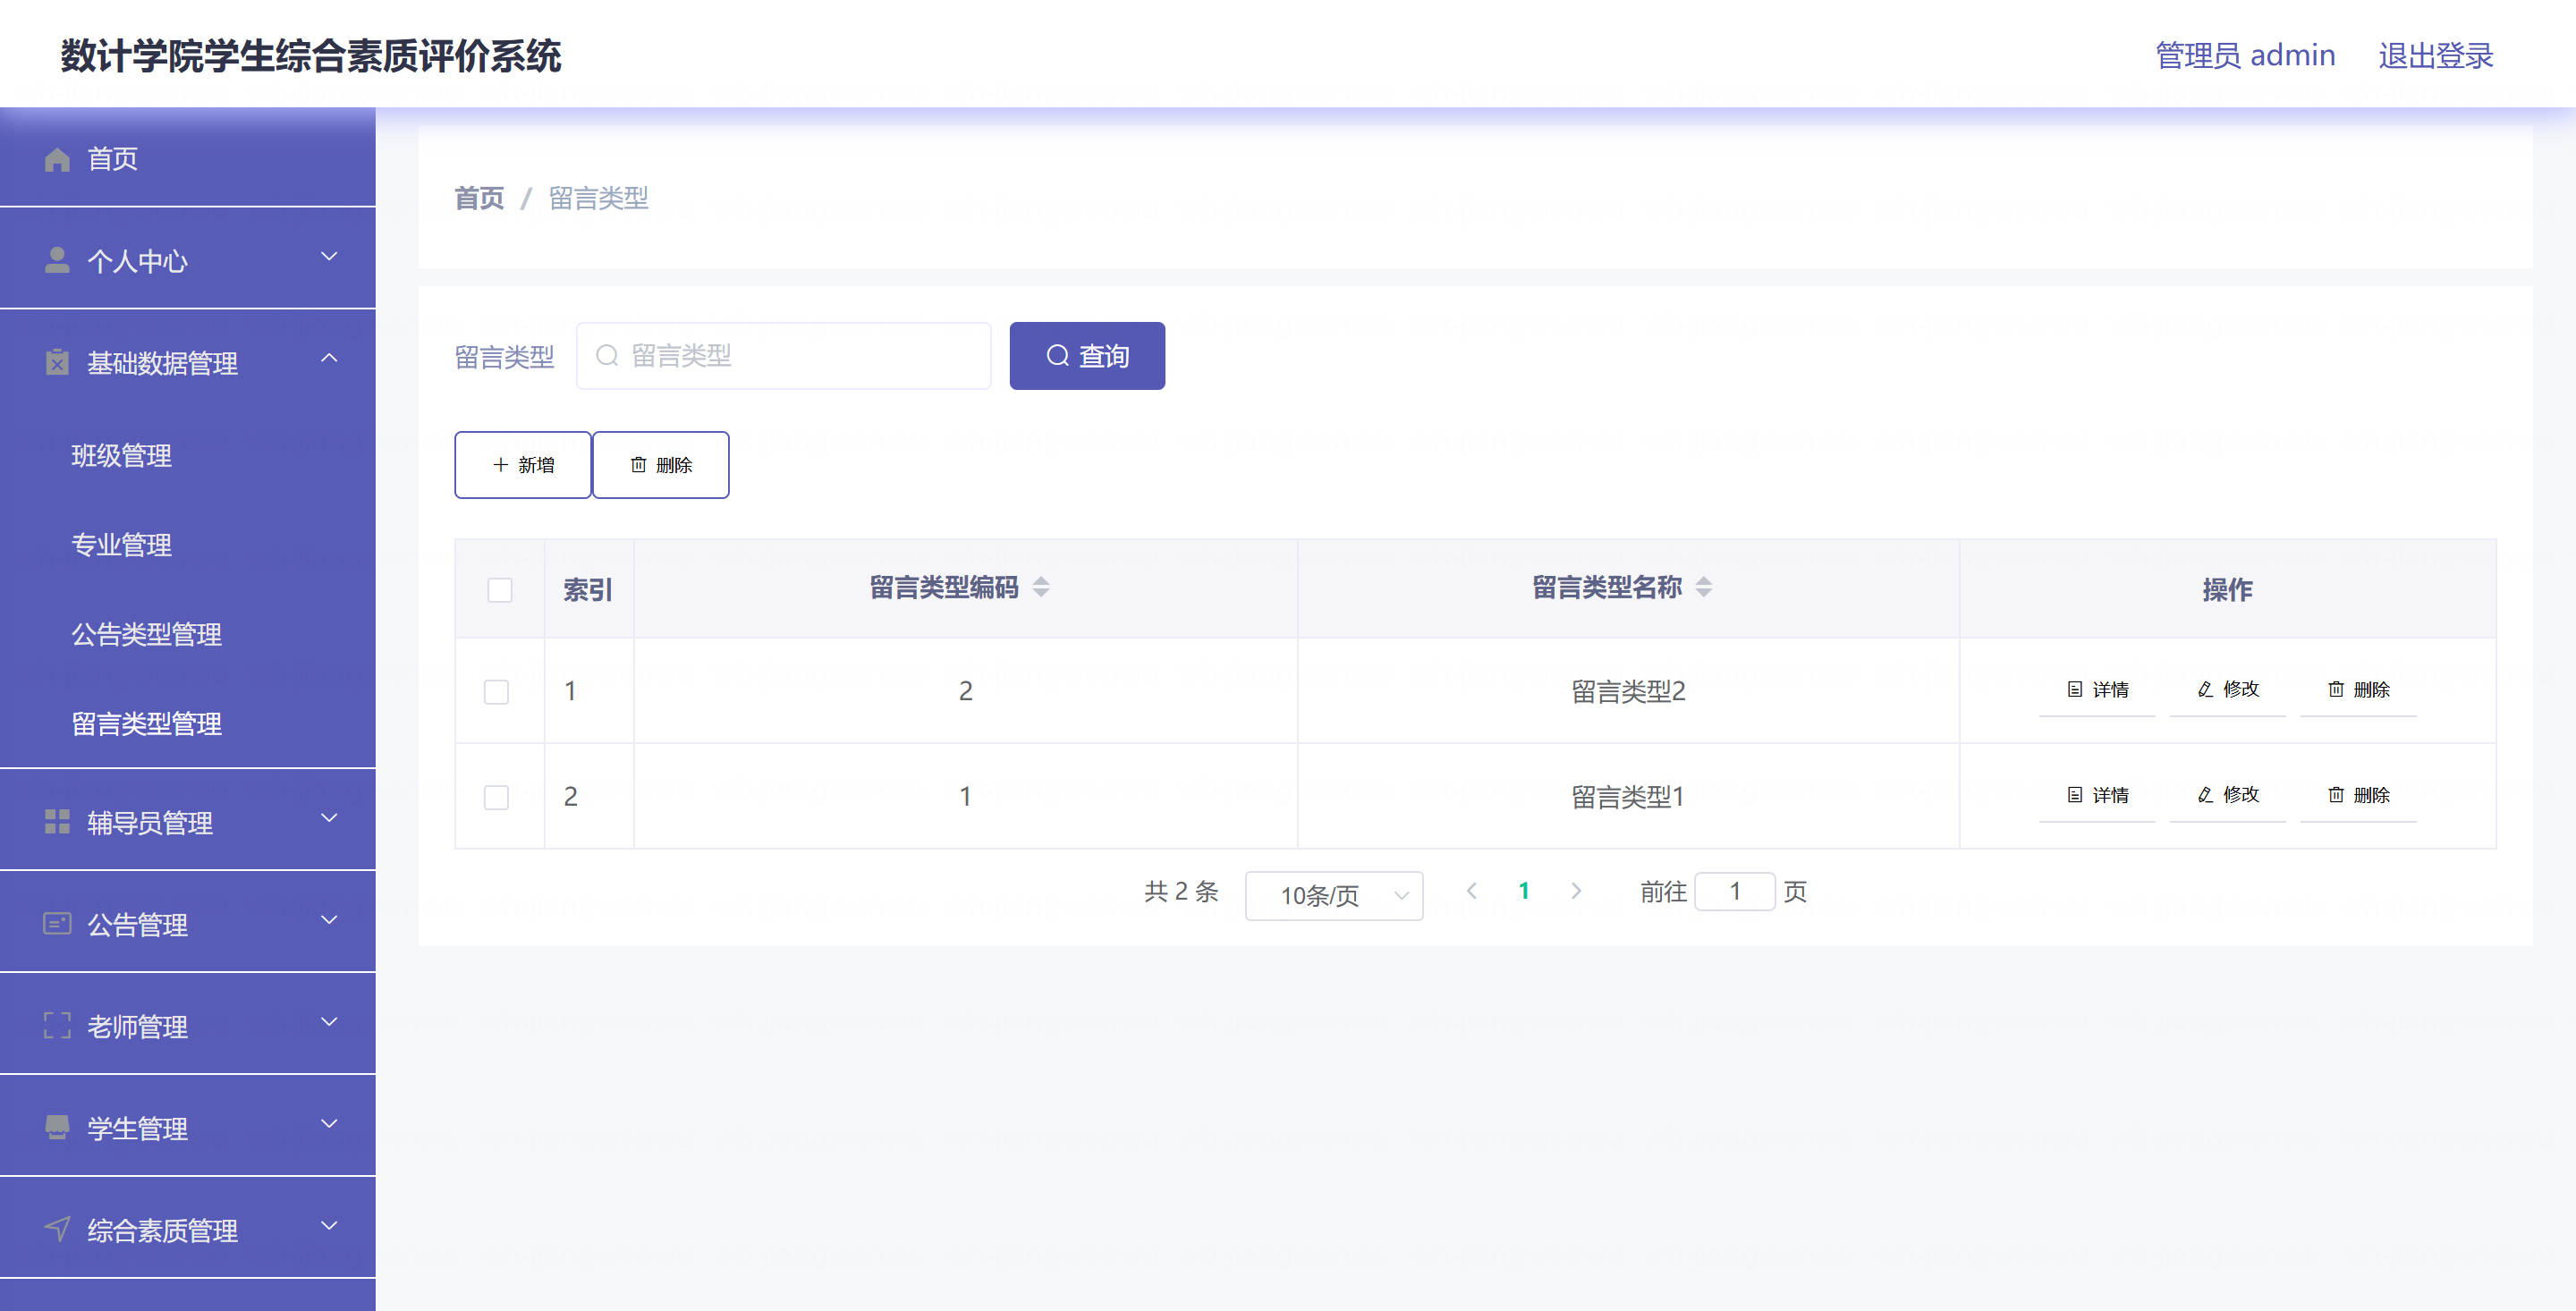 数计学院学生综合素质评价系统
管理员 admin 退出登录
首页
个人中心
基础数据管理
班级管理
专业管理
公告类型管理
留言类型管理
辅导员管理
公告管理
老师管理
学生管理
综合素质管理
首页 / 留言类型
留言类型 留言类型 查询
新增 删除
索引 留言类型编码 留言类型名称 操作
1 2 留言类型2 详情 修改 删除
2 1 留言类型1 详情 修改 删除
共 2 条 10条/页 1 前往 1 页